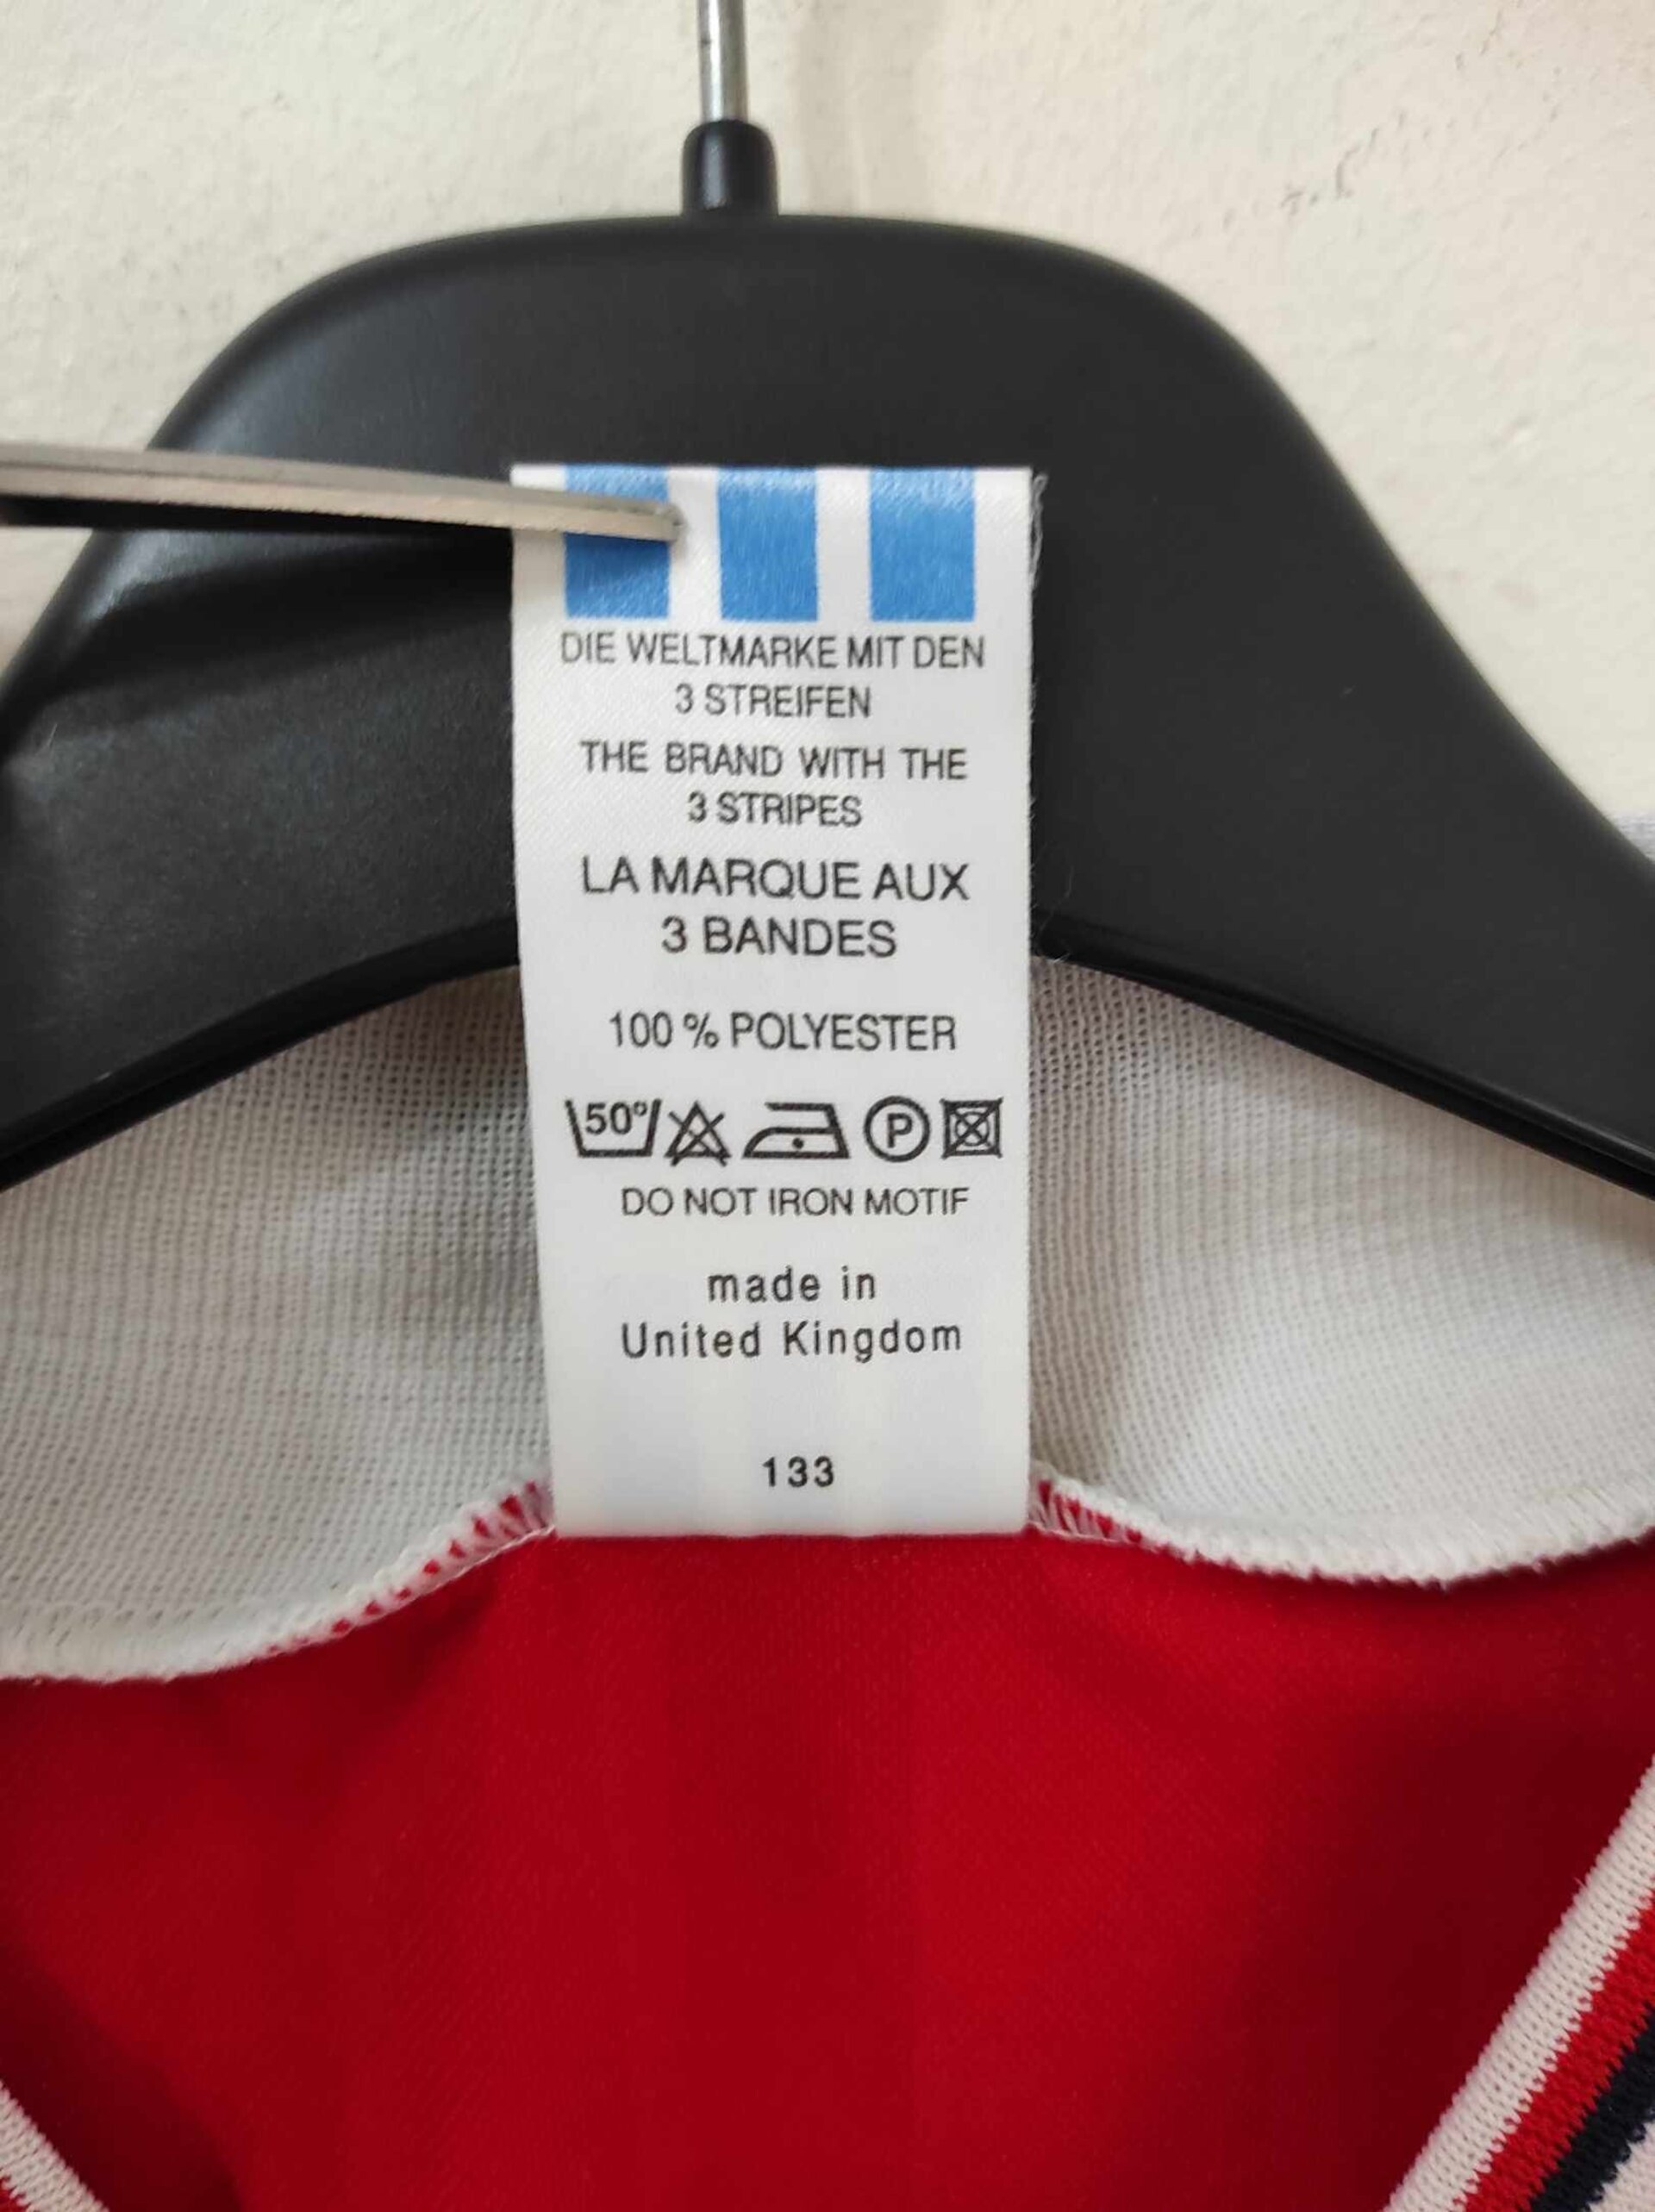 DIE WELTMARKE MIT DEN
3 STREIFEN
THE BRAND WITH THE
3 STRIPES
LA MARQUE AUX
3 BANDES
100 % POLYESTER
50° P
DO NOT IRON MOTIF
made in
United Kingdom
133